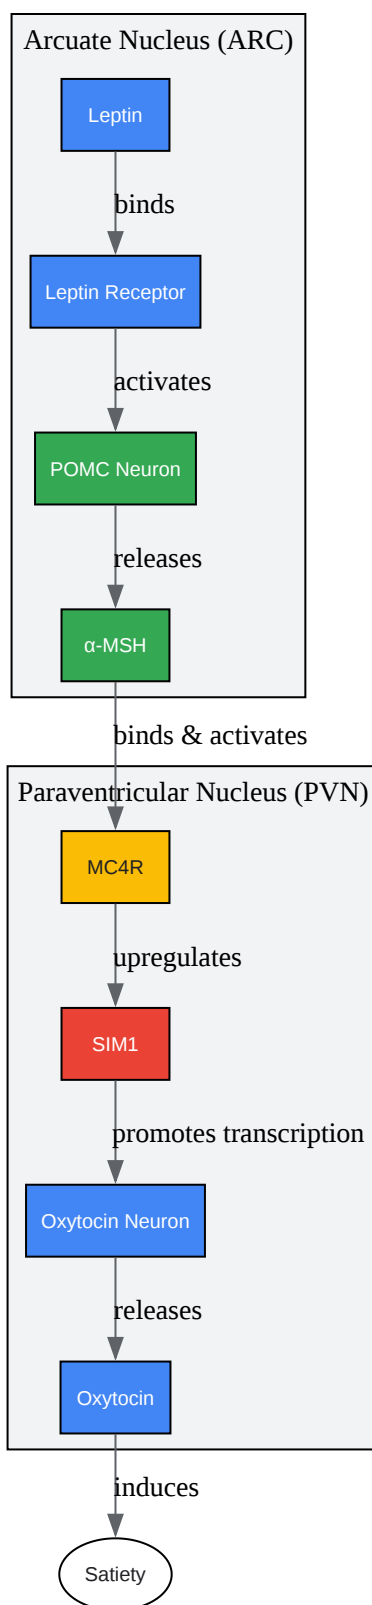 Arcuate Nucleus (ARC)
Leptin
binds
Leptin Receptor
activates
POMC Neuron
releases
α-MSH
binds & activates
Paraventricular Nucleus (PVN)
MC4R
upregulates
SIM1
promotes transcription
Oxytocin Neuron
releases
Oxytocin
induces
Satiety